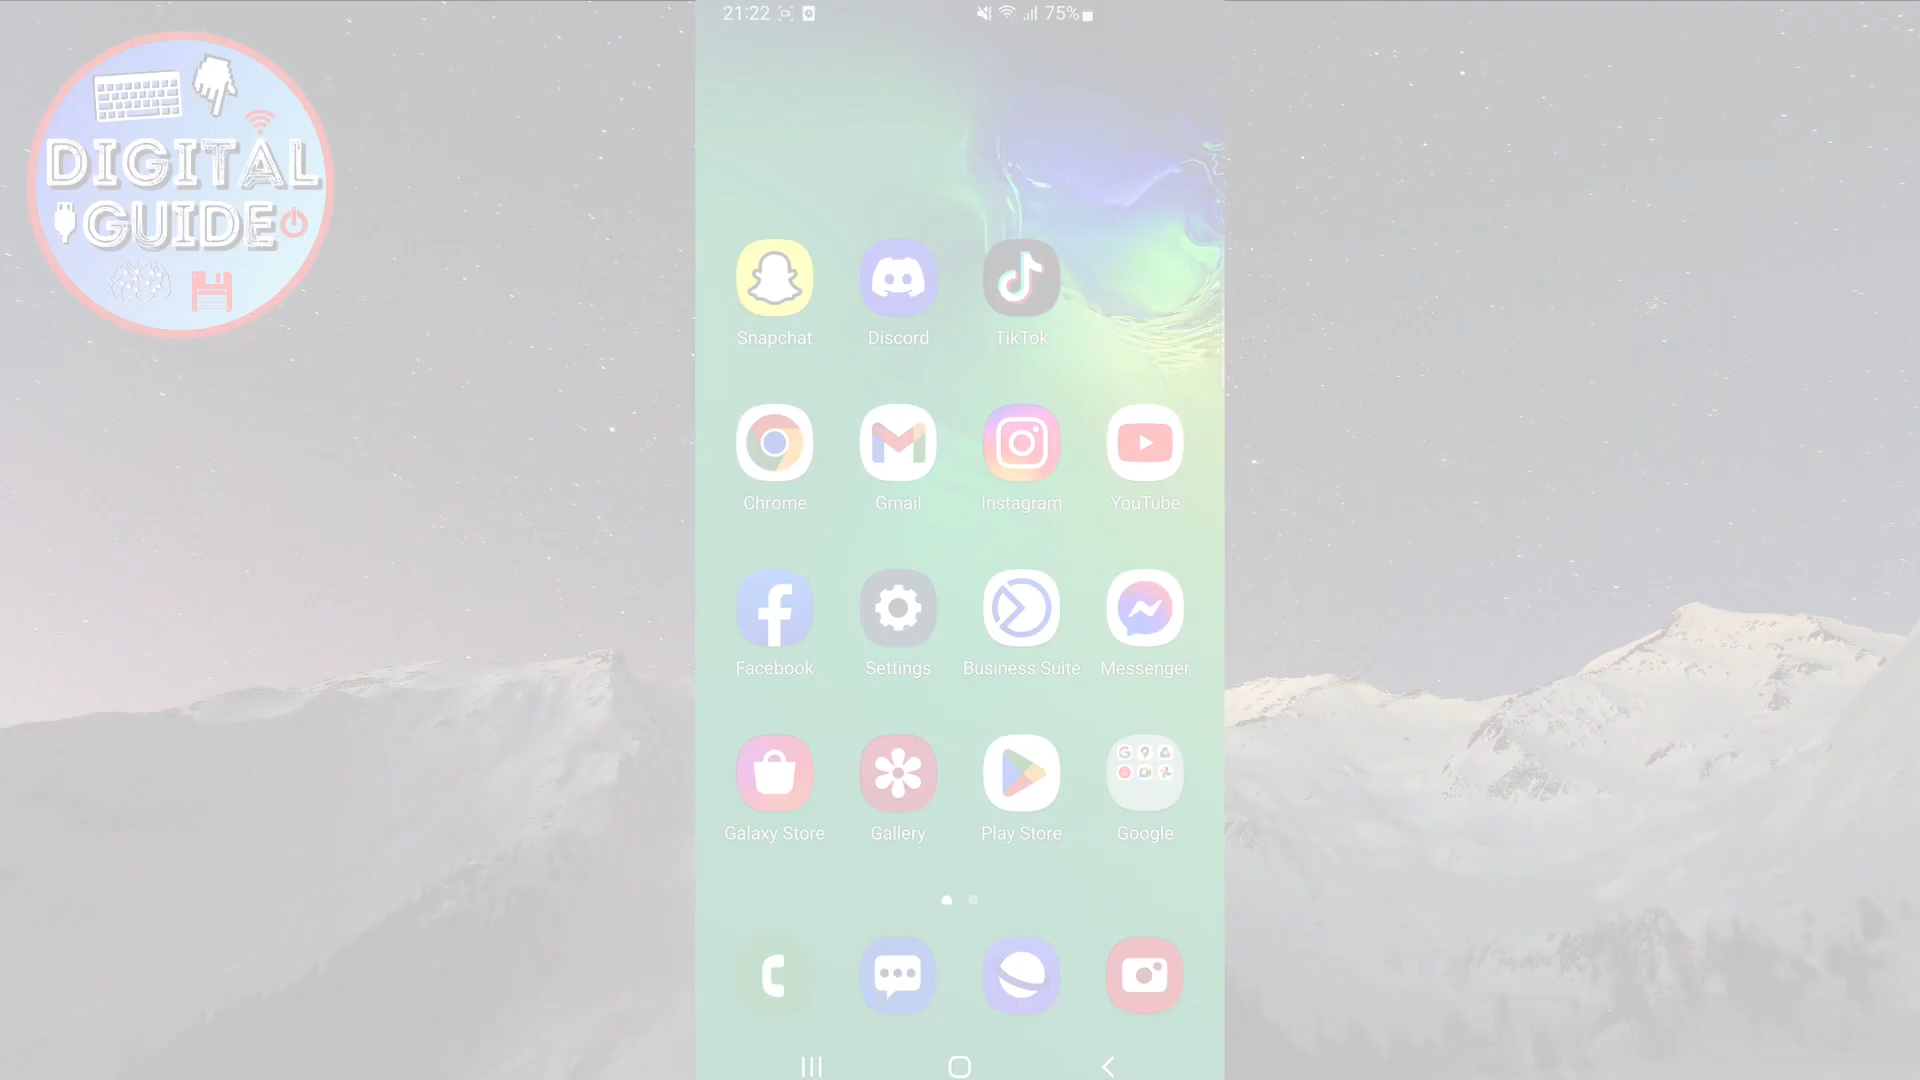 21:22
75%
DIGITAL
GUIDE
Snapchat
Discord
TikTok
Chrome
Gmail
Instagram
YouTube
Facebook
Settings
Business Suite
Messenger
Galaxy Store
Gallery
Play Store
Google